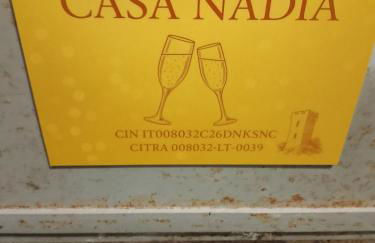 CASA NADIA
CIN IT008032C26DNKSNC
CITRA 008032-LT-0039